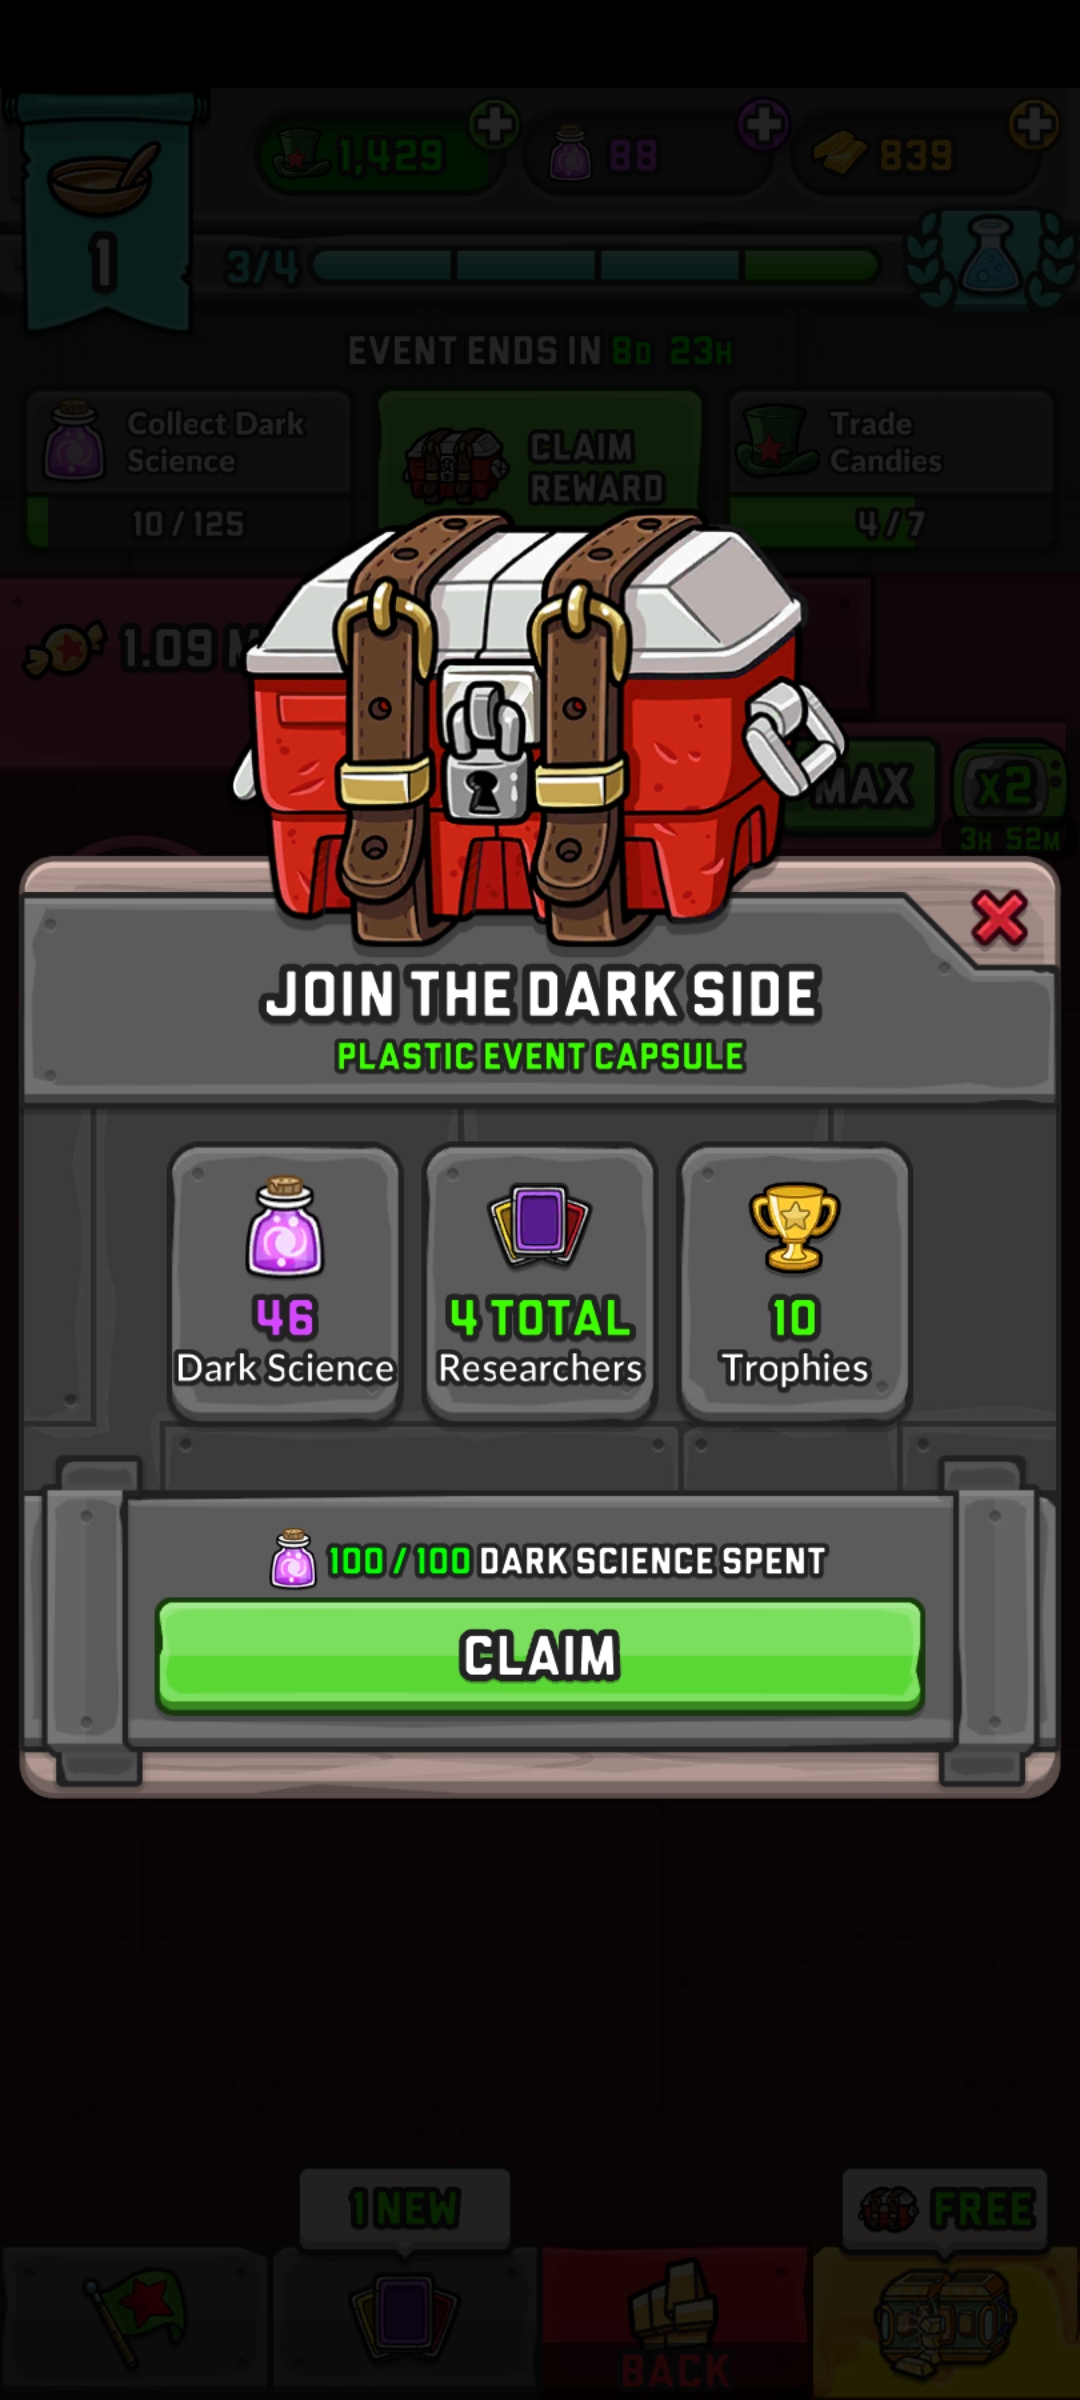 1,429
88
839
1
3/4
EVENT ENDS IN 8D 23H
Collect Dark
Science
10 / 125
CLAIM
REWARD
Trade
Candies
4 / 7
1.09
MAX
x2
3H 52M
JOIN THE DARK SIDE
PLASTIC EVENT CAPSULE
46
Dark Science
4 TOTAL
Researchers
10
Trophies
100 / 100 DARK SCIENCE SPENT
CLAIM
1 NEW
FREE
BACK